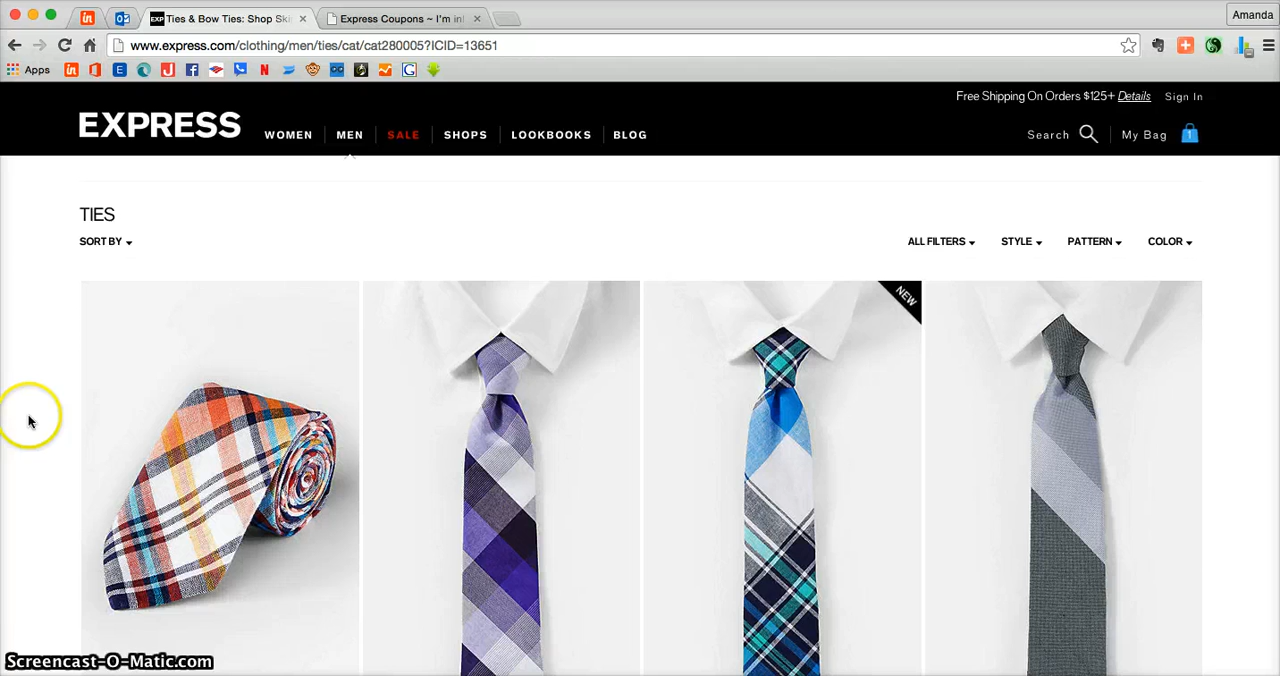 Ties & Bow Ties: Shop Ski
Express Coupons ~ I'm in
Amanda
www.express.com/clothing/men/ties/cat/cat280005?ICID=13651
Apps
Free Shipping On Orders $125+ Details
Sign In
EXPRESS
WOMEN
MEN
SALE
SHOPS
LOOKBOOKS
BLOG
Search
My Bag
1
TIES
SORT BY
ALL FILTERS
STYLE
PATTERN
COLOR
NEW
Screencast-O-Matic.com